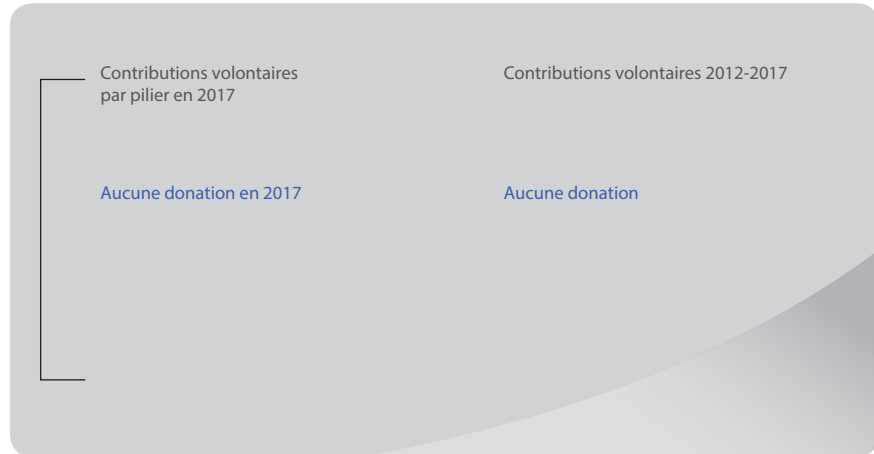 Contributions volontaires
par pilier en 2017
Contributions volontaires 2012-2017
Aucune donation en 2017
Aucune donation